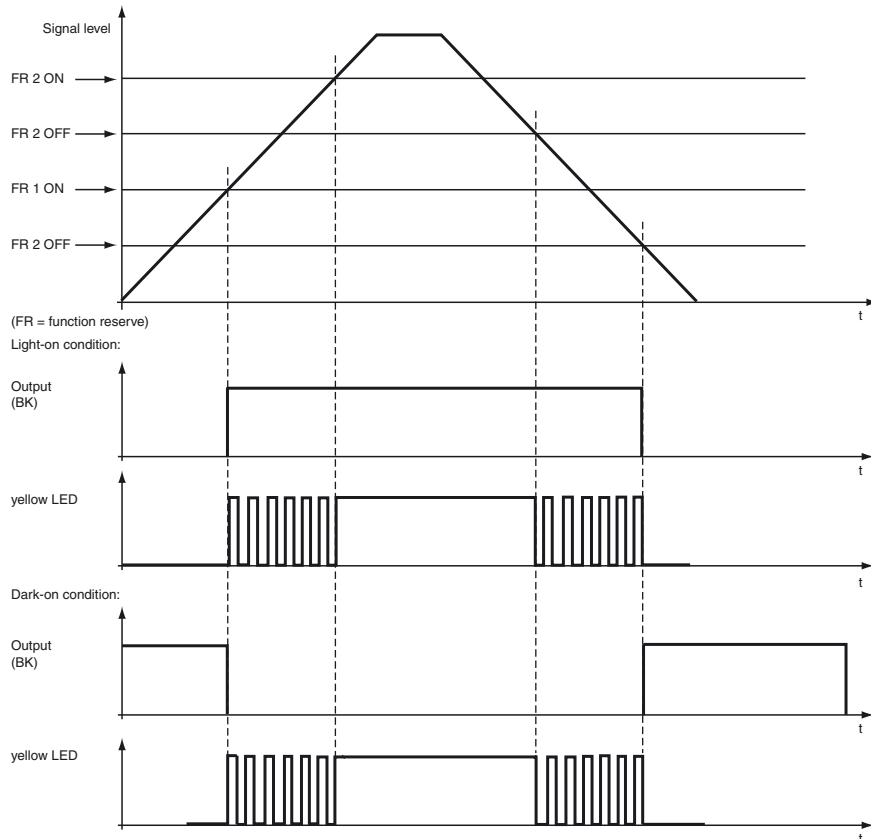 Signal level
FR 2 ON
FR 2 OFF
FR 1 ON
FR 2 OFF
t
(FR = function reserve)
Light-on condition:
Output
(BK)
t
yellow LED
t
Dark-on condition:
Output
(BK)
t
yellow LED
t